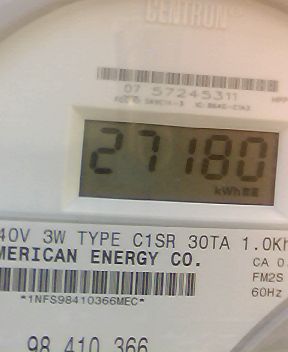 CENTRON®
07 57245311
27180
kWh
40V 3W TYPE C1SR 30TA 1.0Kh
MERICAN ENERGY CO.
CA 0.
FM2S
60Hz
*1NFS98410366MEC*
98 410 366